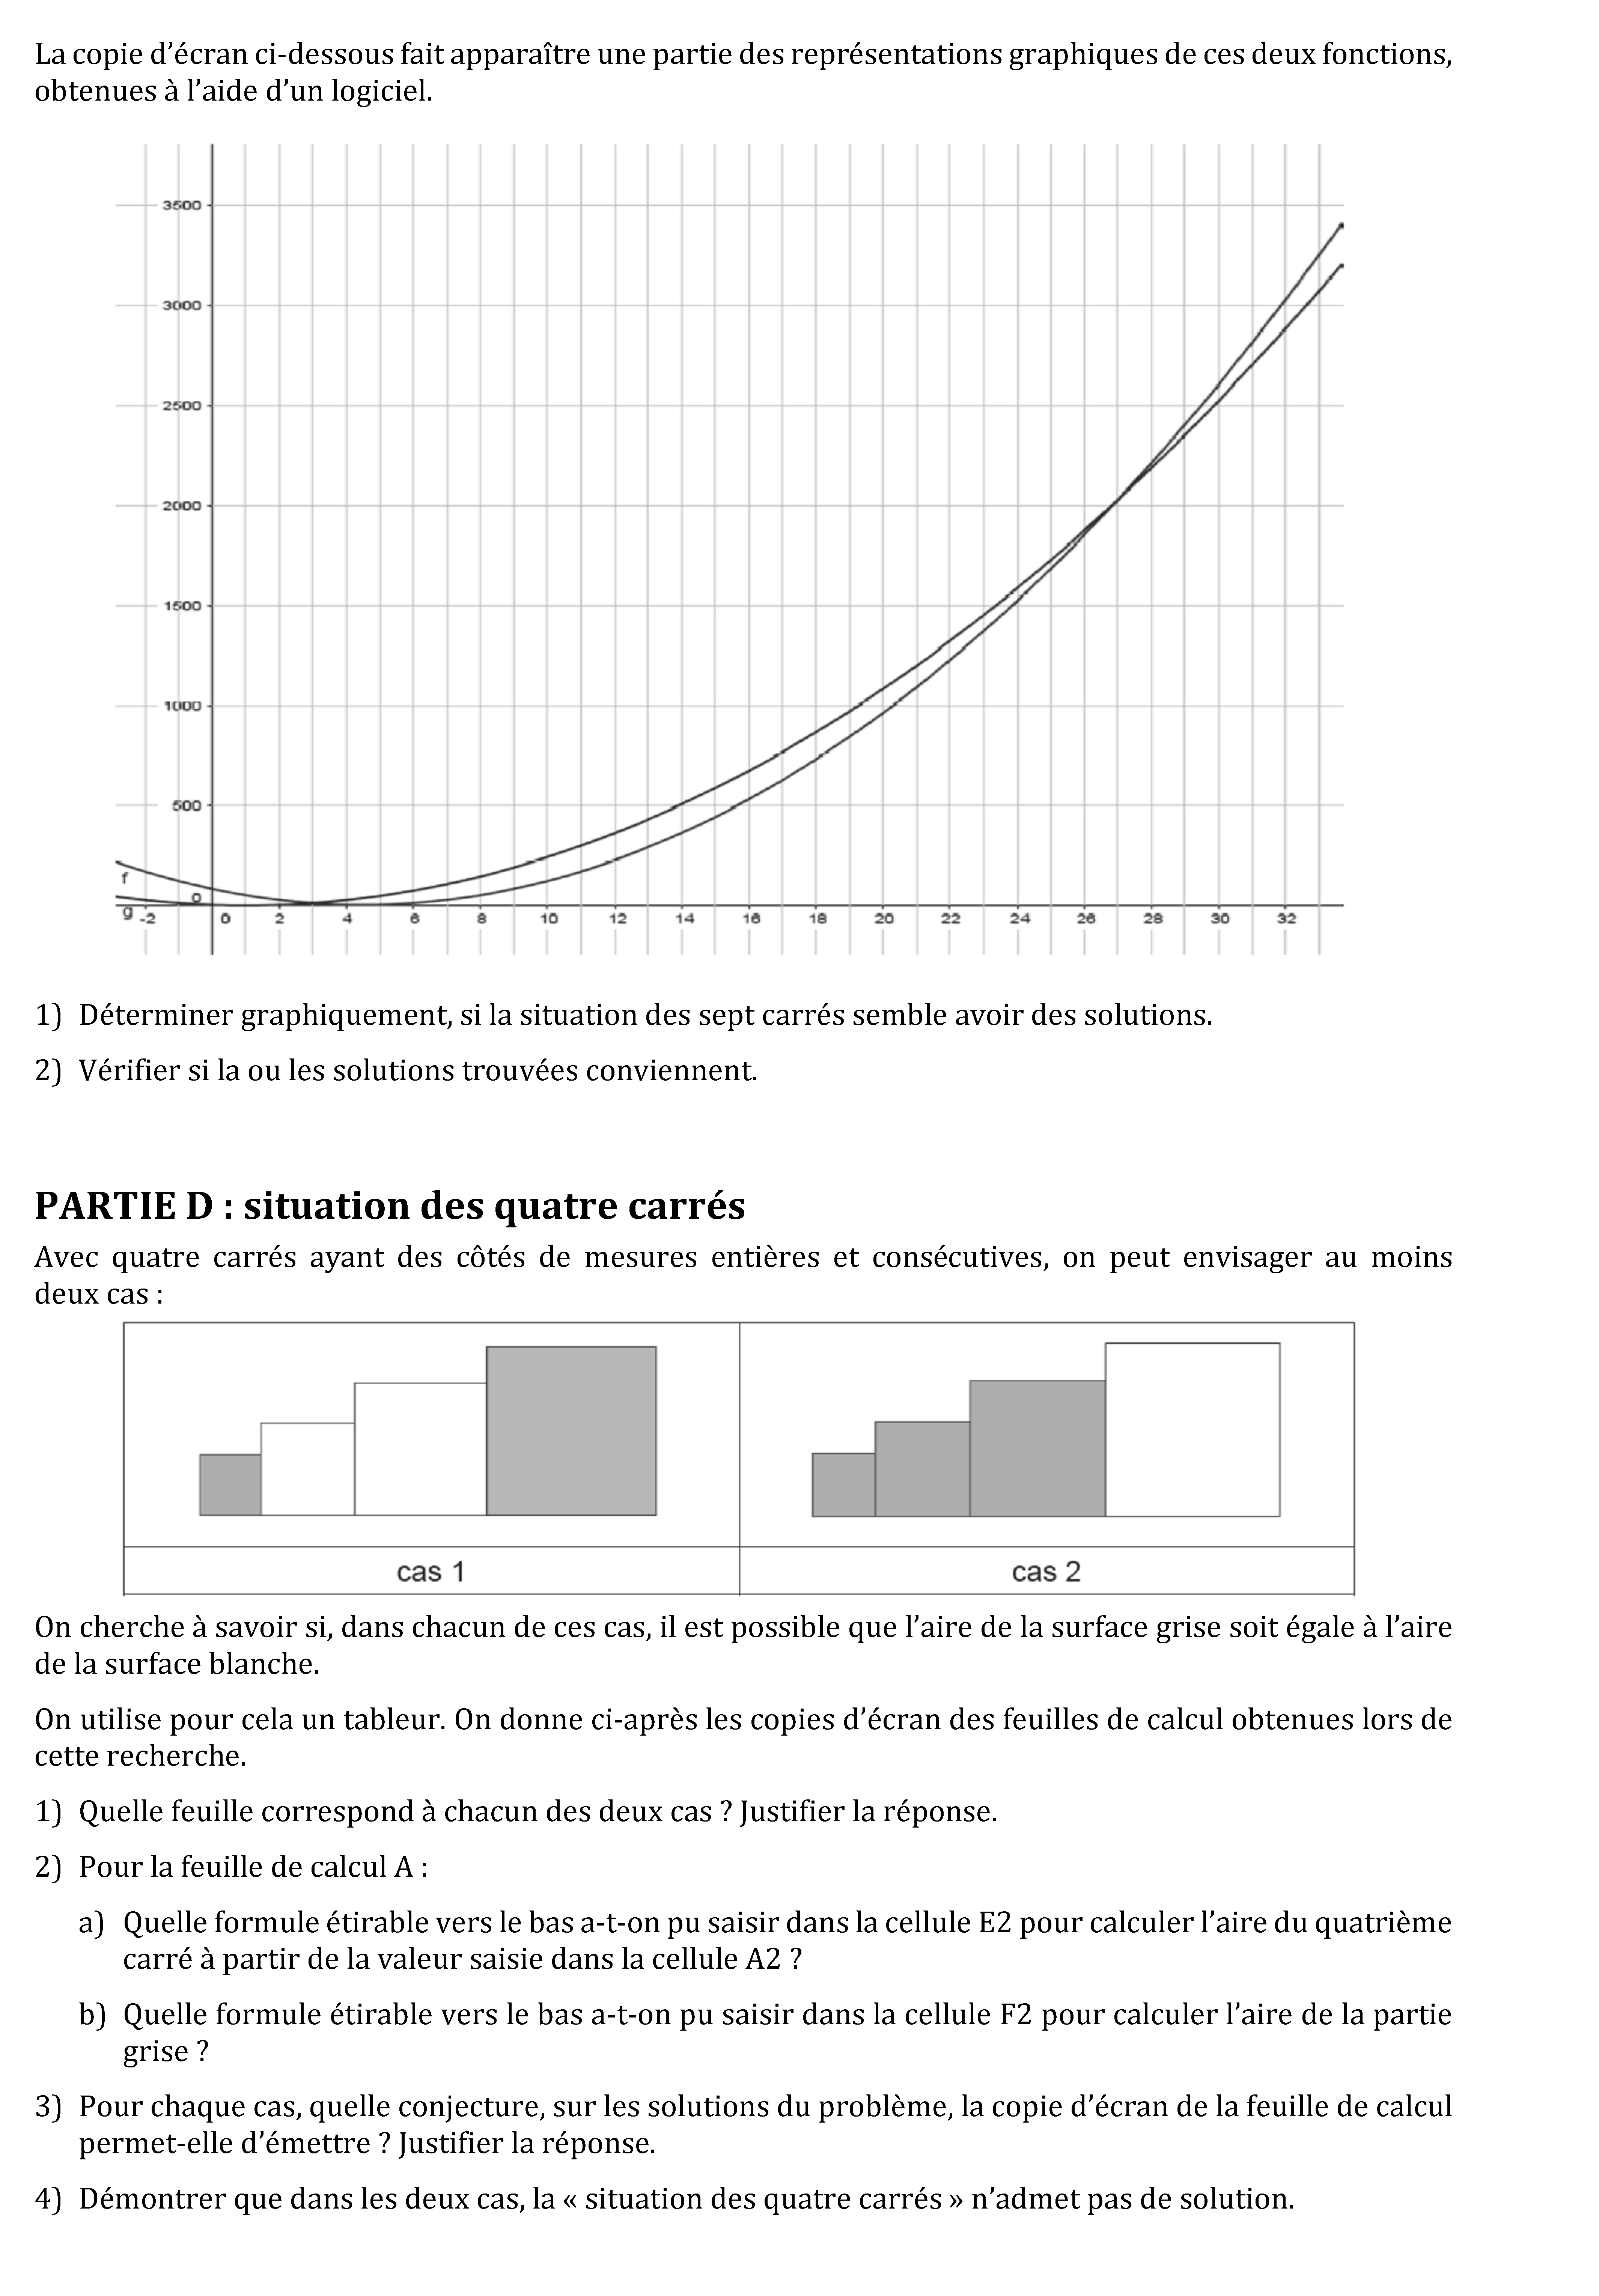 La copie d’écran ci-dessous fait apparaître une partie des représentations graphiques de ces deux fonctions,
obtenues à l’aide d’un logiciel.
3500
3000
2500
2000
1500
1000
500
f
0
g -2 0 2 4 6 8 10 12 14 16 18 20 22 24 26 28 30 32
1) Déterminer graphiquement, si la situation des sept carrés semble avoir des solutions.
2) Vérifier si la ou les solutions trouvées conviennent.
PARTIE D : situation des quatre carrés
Avec quatre carrés ayant des côtés de mesures entières et consécutives, on peut envisager au moins
deux cas :
cas 1 cas 2
On cherche à savoir si, dans chacun de ces cas, il est possible que l’aire de la surface grise soit égale à l’aire
de la surface blanche.
On utilise pour cela un tableur. On donne ci-après les copies d’écran des feuilles de calcul obtenues lors de
cette recherche.
1) Quelle feuille correspond à chacun des deux cas ? Justifier la réponse.
2) Pour la feuille de calcul A :
a) Quelle formule étirable vers le bas a-t-on pu saisir dans la cellule E2 pour calculer l’aire du quatrième
carré à partir de la valeur saisie dans la cellule A2 ?
b) Quelle formule étirable vers le bas a-t-on pu saisir dans la cellule F2 pour calculer l’aire de la partie
grise ?
3) Pour chaque cas, quelle conjecture, sur les solutions du problème, la copie d’écran de la feuille de calcul
permet-elle d’émettre ? Justifier la réponse.
4) Démontrer que dans les deux cas, la « situation des quatre carrés » n’admet pas de solution.